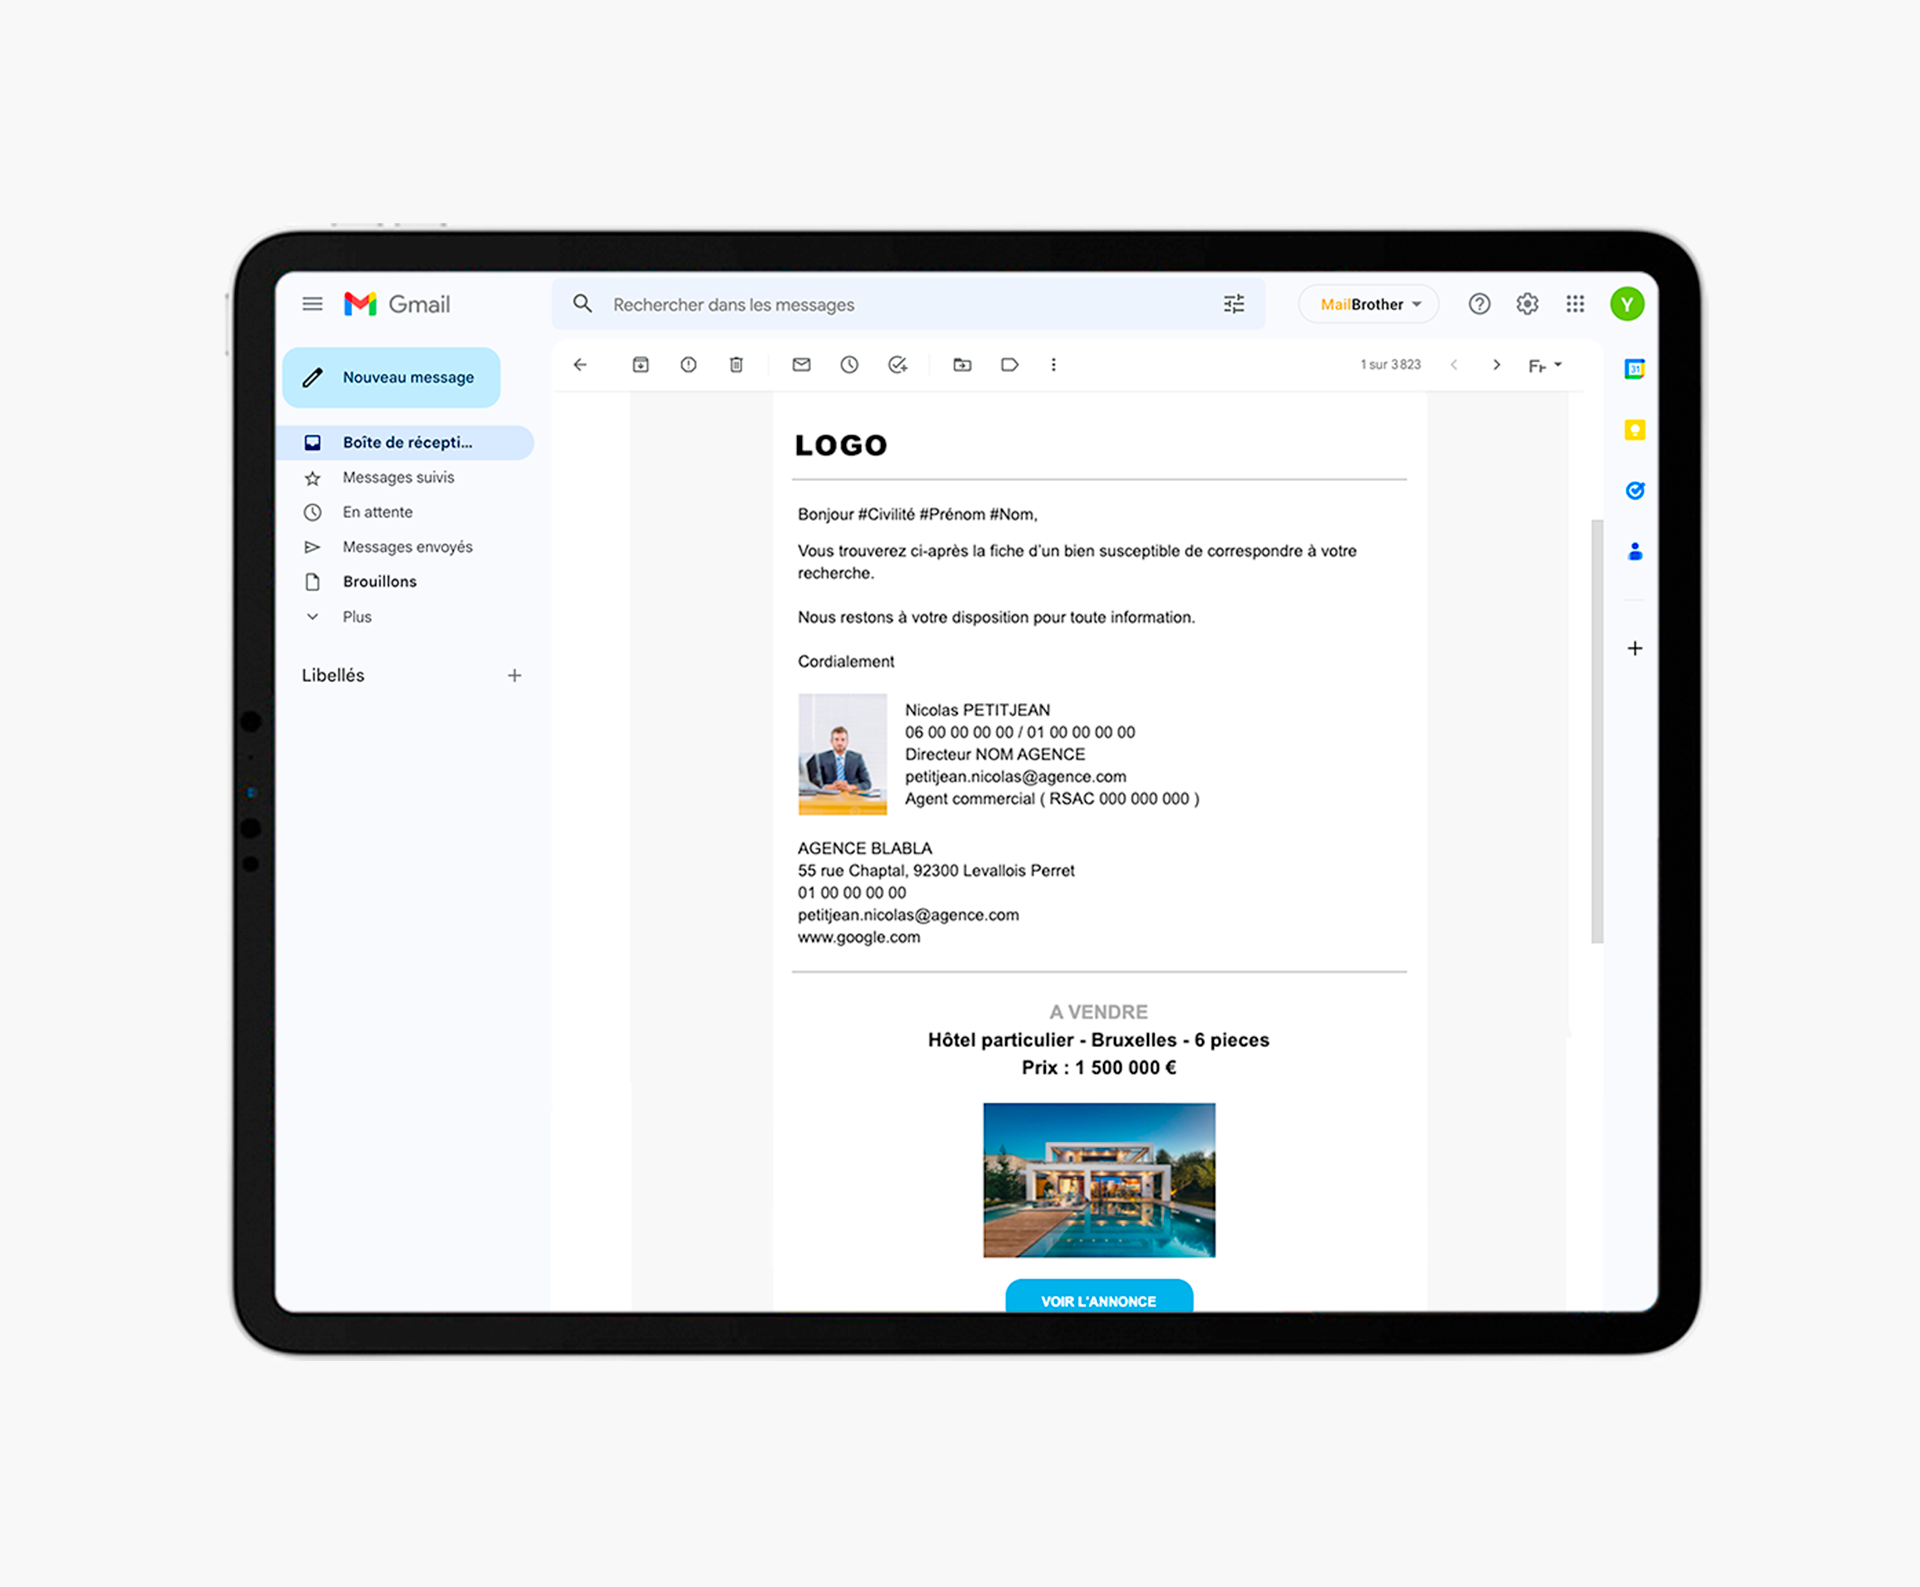 Gmail
Rechercher dans les messages
MailBrother
Y
Nouveau message
1 sur 3 823
Fr
31
Boîte de récepti...
Messages suivis
En attente
Messages envoyés
Brouillons
Plus
Libellés
LOGO
Bonjour #Civilité #Prénom #Nom,
Vous trouverez ci-après la fiche d'un bien susceptible de correspondre à votre
recherche.
Nous restons à votre disposition pour toute information.
Cordialement
Nicolas PETITJEAN
06 00 00 00 00 / 01 00 00 00 00
Directeur NOM AGENCE
petitjean.nicolas@agence.com
Agent commercial ( RSAC 000 000 000 )
AGENCE BLABLA
55 rue Chaptal, 92300 Levallois Perret
01 00 00 00 00
petitjean.nicolas@agence.com
www.google.com
A VENDRE
Hôtel particulier - Bruxelles - 6 pieces
Prix : 1 500 000 €
VOIR L'ANNONCE